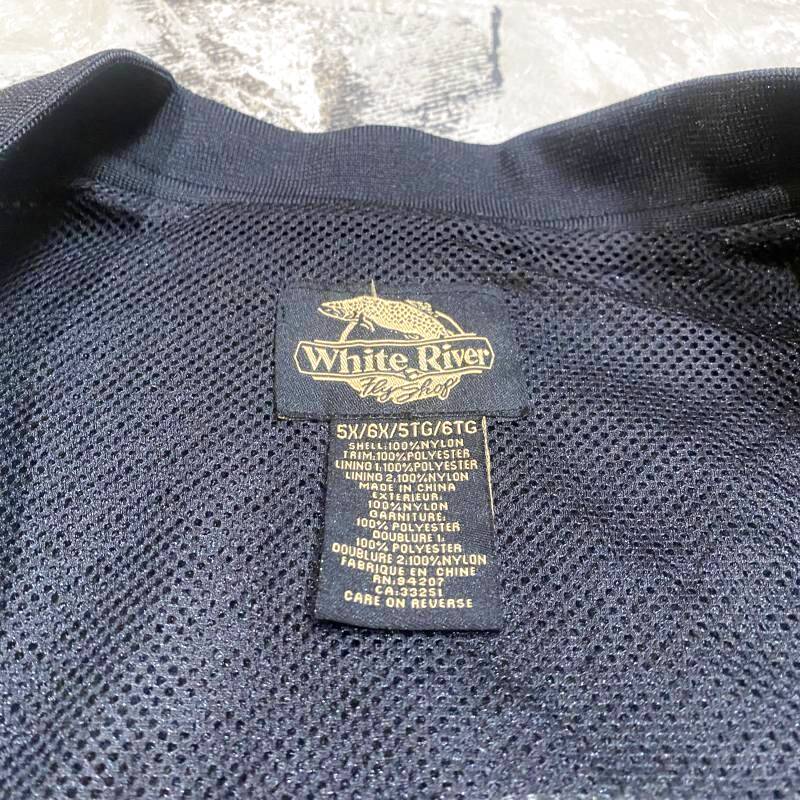 White River
Fly Shop
5X/6X/5TG/6TG
SHELL:100%NYLON
TRIM:100%POLYESTER
LINING 1:100%POLYESTER
LINING 2:100%NYLON
MADE IN CHINA
EXTERIEUR:
100%NYLON
GARNITURE:
100% POLYESTER
DOUBLURE 1:
100% POLYESTER
DOUBLURE 2:100%NYLON
FABRIQUE EN CHINE
RN:94207
CA:33251
CARE ON REVERSE